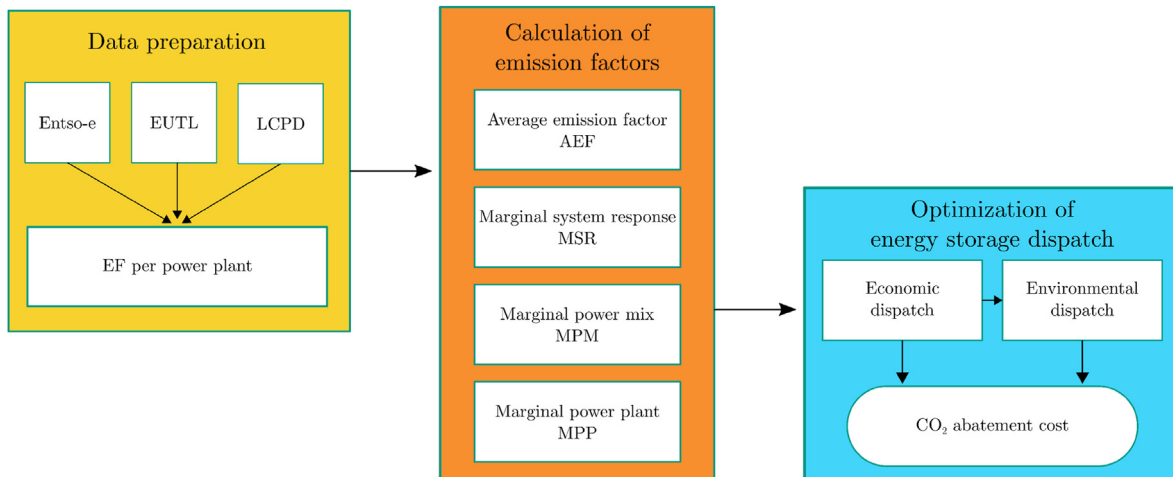 Data preparation
Entso-e
EUTL
LCPD
EF per power plant
Calculation of
emission factors
Average emission factor
AEF
Marginal system response
MSR
Marginal power mix
MPM
Marginal power plant
MPP
Optimization of
energy storage dispatch
Economic
dispatch
Environmental
dispatch
CO₂ abatement cost